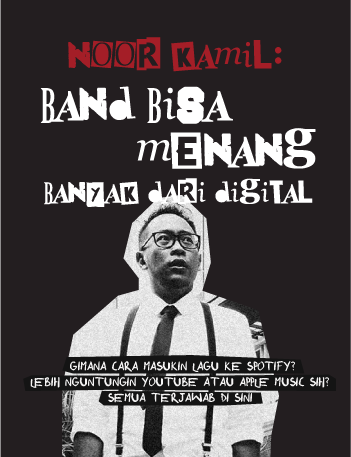 NOOR KAMIL:
BAND BISA
MENANG
BANYAK DARI DIGITAL
GIMANA CARA MASUKIN LAGU KE SPOTIFY?
LEBIH NGUNTUNGIN YOUTUBE ATAU APPLE MUSIC SIH?
SEMUA TERJAWAB DI SINI